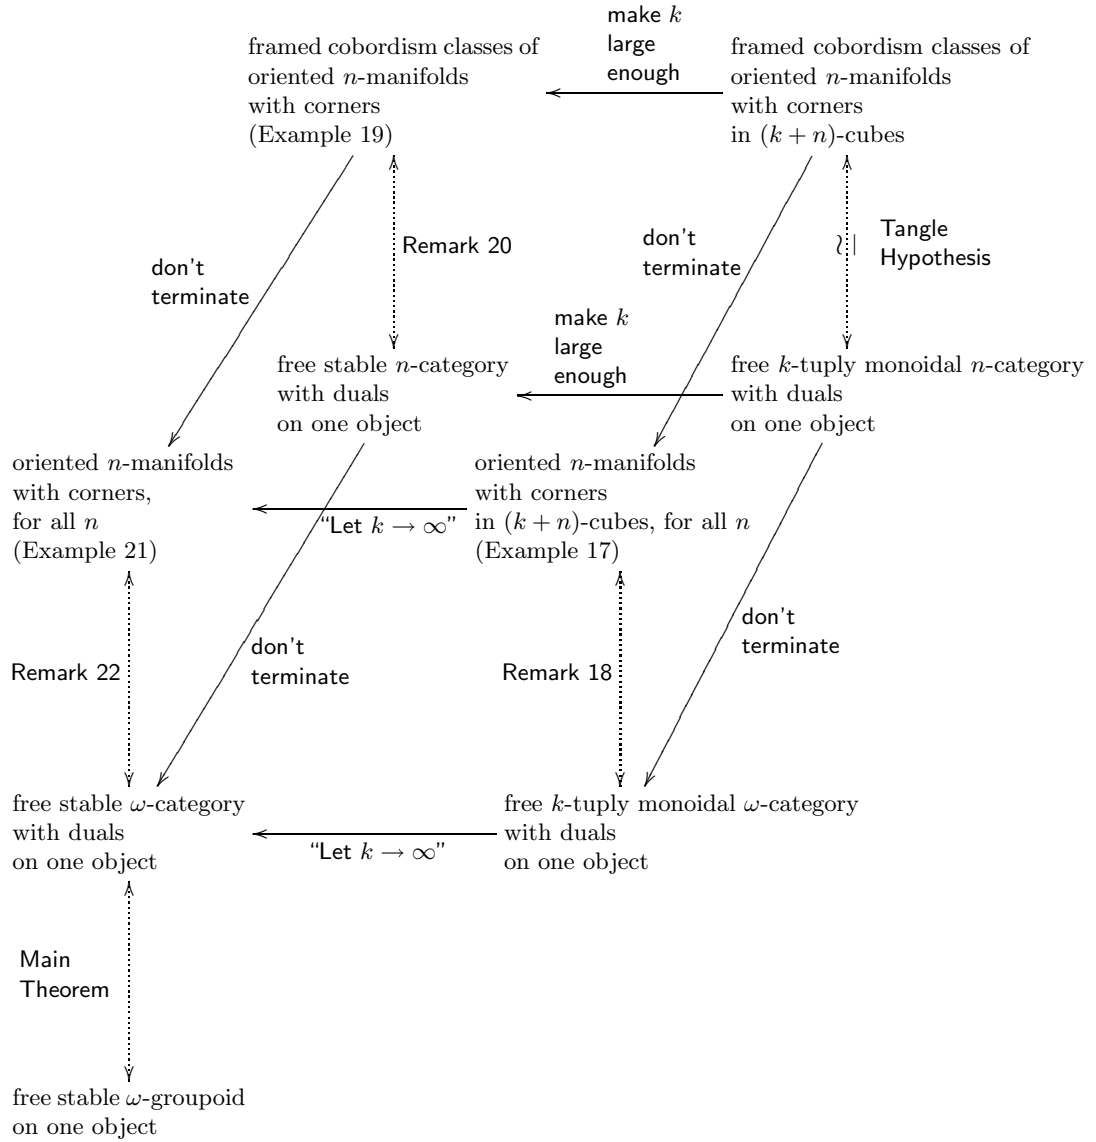 make k
large
enough
framed cobordism classes of
oriented n-manifolds
with corners
(Example 19)
framed cobordism classes of
oriented n-manifolds
with corners
in (k + n)-cubes
don't
terminate
Remark 20
don't
terminate
≃
Tangle
Hypothesis
make k
large
enough
free stable n-category
with duals
on one object
free k-tuply monoidal n-category
with duals
on one object
oriented n-manifolds
with corners,
for all n
(Example 21)
"Let k → ∞"
oriented n-manifolds
with corners
in (k + n)-cubes, for all n
(Example 17)
Remark 22
don't
terminate
Remark 18
don't
terminate
free stable ω-category
with duals
on one object
"Let k → ∞"
free k-tuply monoidal ω-category
with duals
on one object
Main
Theorem
free stable ω-groupoid
on one object